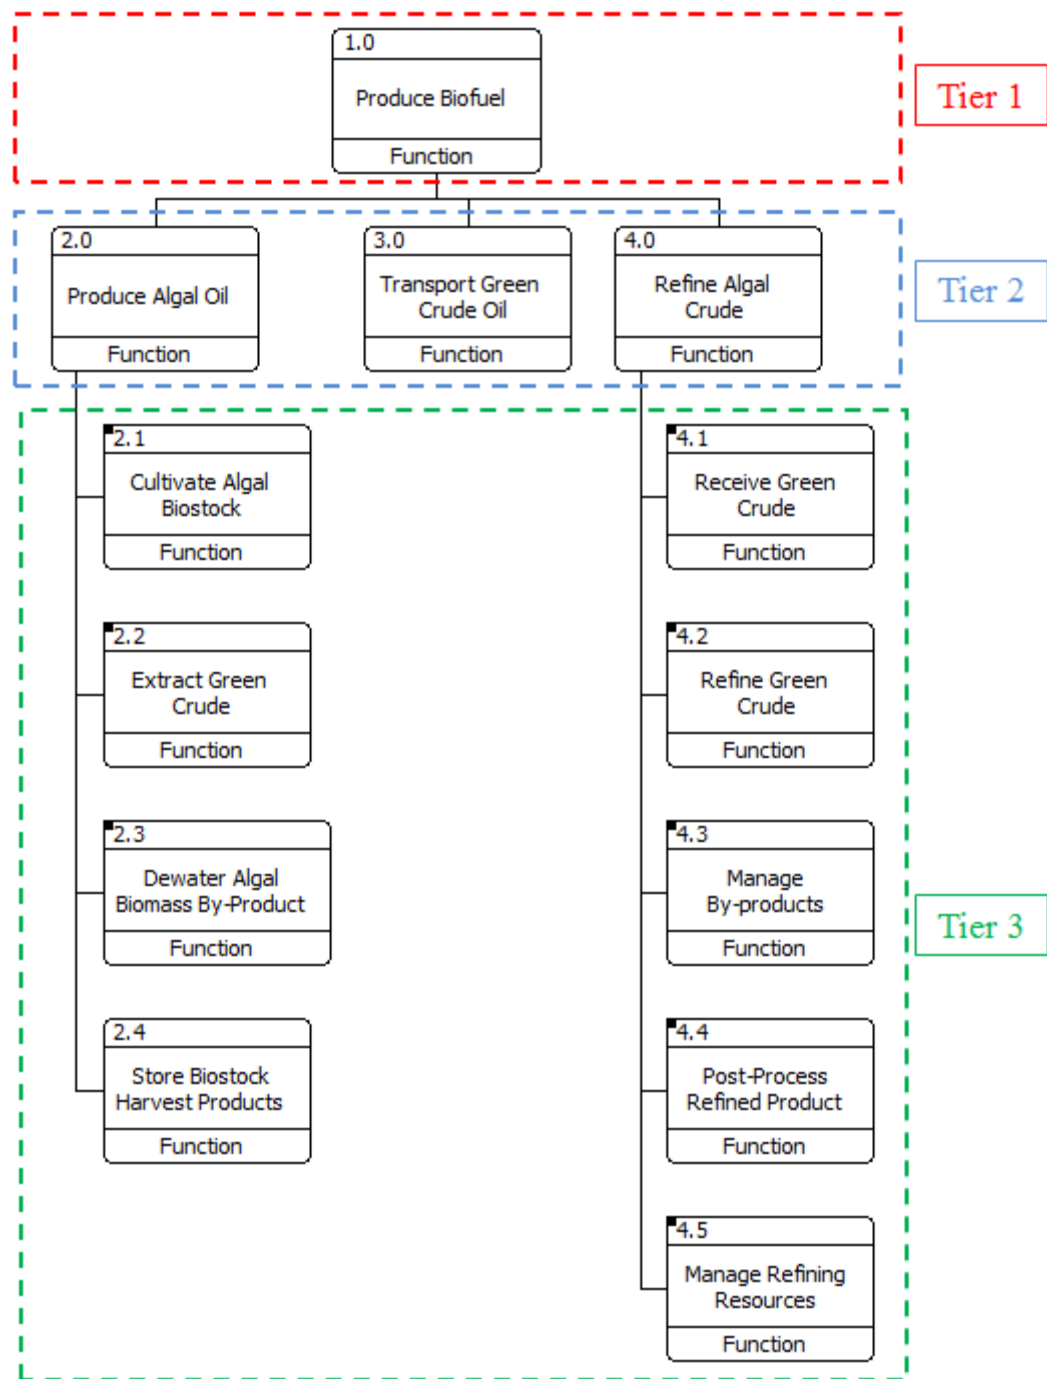 1.0
Produce Biofuel
Function
Tier 1
2.0
Produce Algal Oil
Function
3.0
Transport Green
Crude Oil
Function
4.0
Refine Algal
Crude
Function
Tier 2
2.1
Cultivate Algal
Biostock
Function
2.2
Extract Green
Crude
Function
2.3
Dewater Algal
Biomass By-Product
Function
2.4
Store Biostock
Harvest Products
Function
4.1
Receive Green
Crude
Function
4.2
Refine Green
Crude
Function
4.3
Manage
By-products
Function
4.4
Post-Process
Refined Product
Function
4.5
Manage Refining
Resources
Function
Tier 3